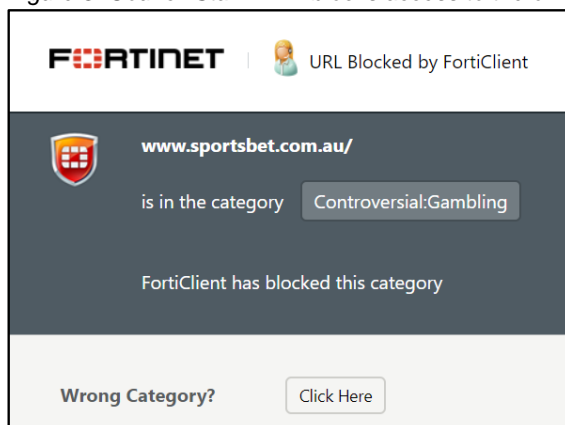 FORTINET
URL Blocked by FortiClient
www.sportsbet.com.au/
is in the category Controversial:Gambling
FortiClient has blocked this category
Wrong Category? Click Here